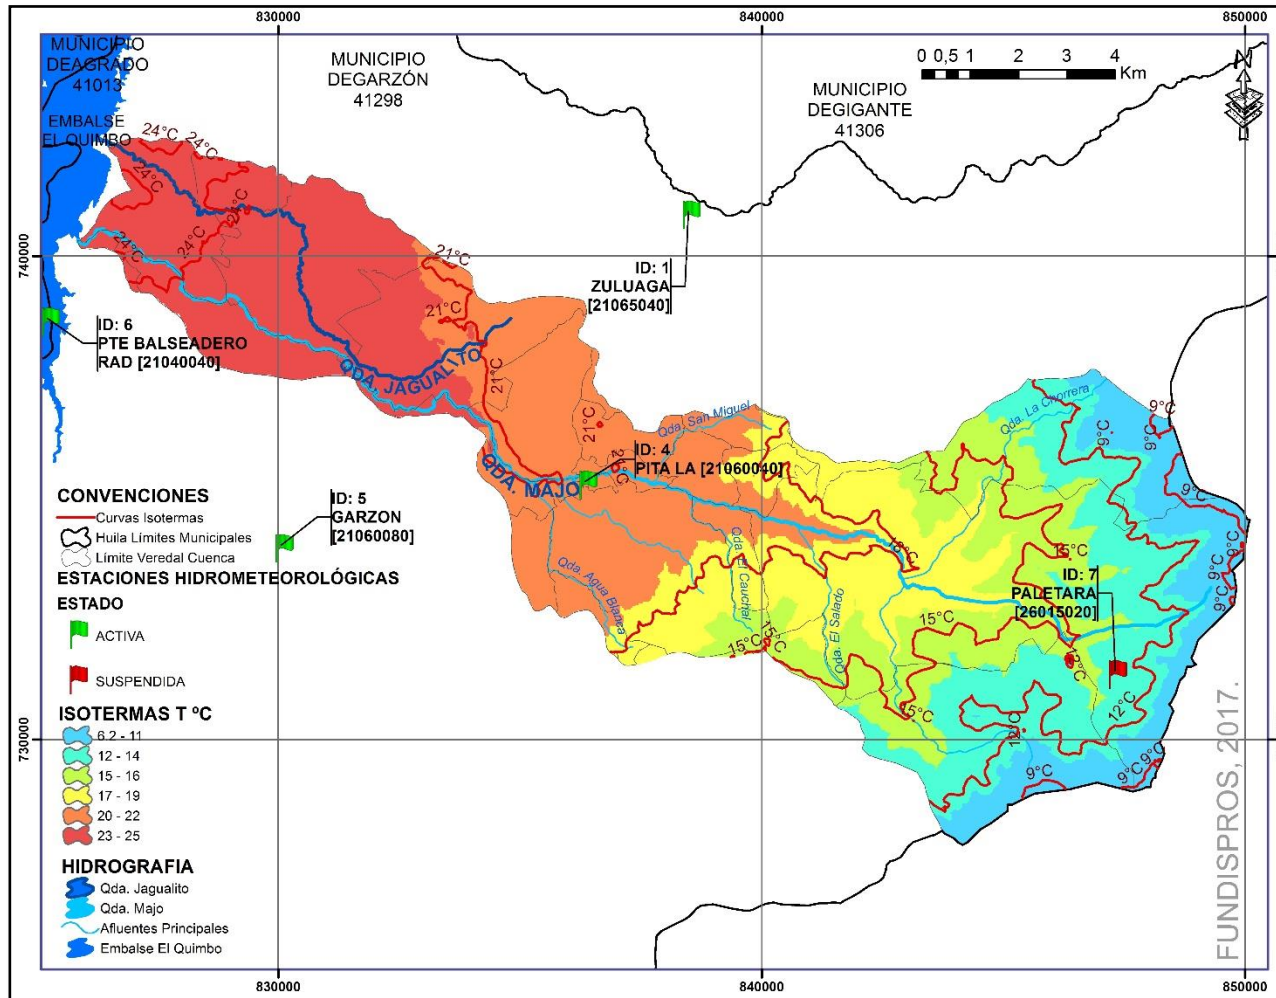 830000
840000
850000
MUNICIPIO
DEAGRADO
41013
MUNICIPIO
DEGARZÓN
41298
MUNICIPIO
DEGIGANTE
41306
0 0,5 1 2 3 4
Km
N
EMBALSE
EL QUIMBO
24°C
24°C
24°C
24°C
24°C
24°C
740000
740000
21°C
21°C
21°C
21°C
21°C
ID: 1
ZULUAGA
[21065040]
ID: 6
PTE BALSEADERO
RAD [21040040]
QDA. JAGUALITO
Qda. San Miguel
Qda. La Chorrera
9°C
9°C
9°C
9°C
9°C
9°C
9°C
ID: 4
PITA LA [21060040]
QDA. MAJO
ID: 5
GARZON
[21060080]
18°C
15°C
ID: 7
PALETARA
[26015020]
Qda. Agua Blanca
Qda. El Cauchal
Qda. El Salado
15°C
15°C
15°C
15°C
12°C
12°C
12°C
9°C
9°C
9°C
730000
730000
CONVENCIONES
Curvas Isotermas
Huila Límites Municipales
Límite Veredal Cuenca
ESTACIONES HIDROMETEOROLÓGICAS
ESTADO
ACTIVA
SUSPENDIDA
ISOTERMAS T ºC
6.2 - 11
12 - 14
15 - 16
17 - 19
20 - 22
23 - 25
HIDROGRAFIA
Qda. Jagualito
Qda. Majo
Afluentes Principales
Embalse El Quimbo
FUNDISPROS, 2017.
830000
840000
850000